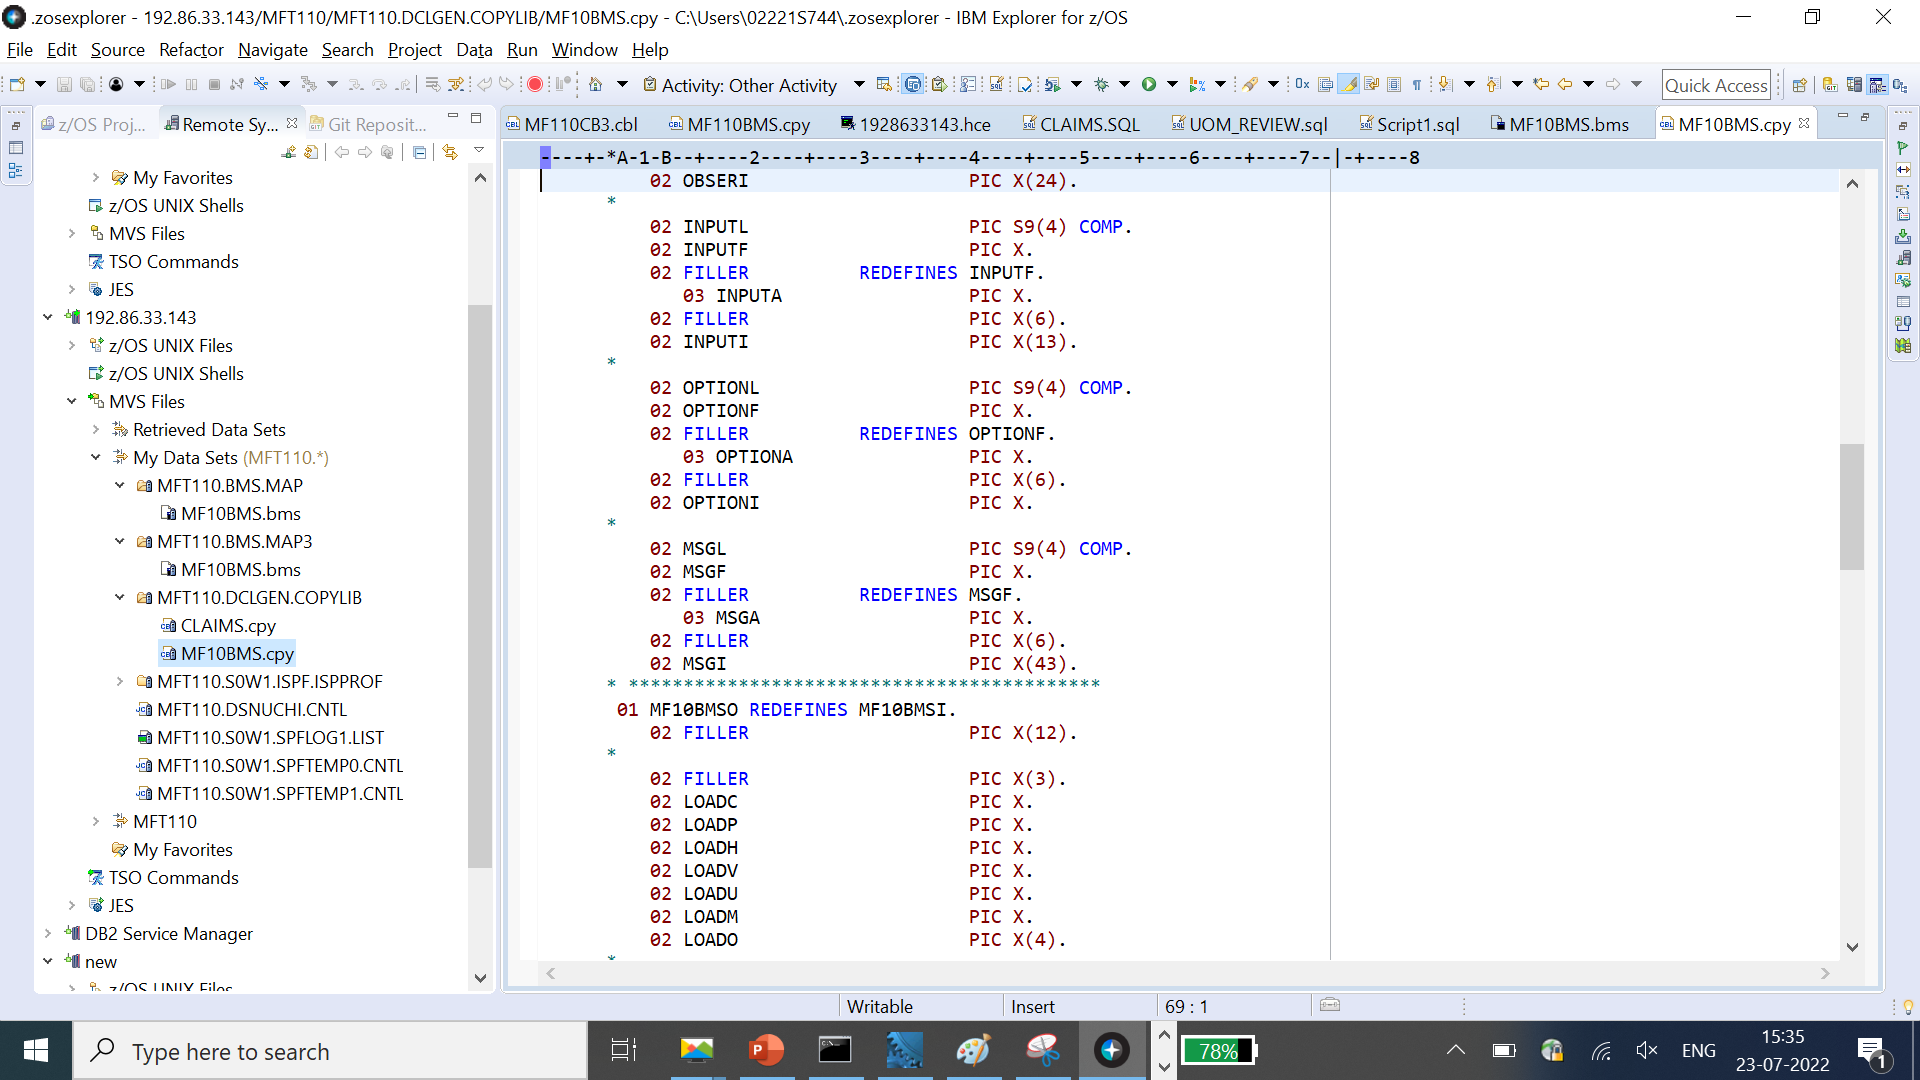 .zosexplorer - 192.86.33.143/MFT110/MFT110.DCLGEN.COPYLIB/MF10BMS.cpy - C:\Users\02221S744\.zosexplorer - IBM Explorer for z/OS
File Edit Source Refactor Navigate Search Project Data Run Window Help
Activity: Other Activity
Quick Access
z/OS Proj...
Remote Sy...
Git Reposit...
MF110CB3.cbl
MF110BMS.cpy
1928633143.hce
CLAIMS.SQL
UOM_REVIEW.sql
Script1.sql
MF10BMS.bms
MF10BMS.cpy
My Favorites
z/OS UNIX Shells
MVS Files
TSO Commands
JES
192.86.33.143
z/OS UNIX Files
z/OS UNIX Shells
MVS Files
Retrieved Data Sets
My Data Sets (MFT110.*)
MFT110.BMS.MAP
MF10BMS.bms
MFT110.BMS.MAP3
MF10BMS.bms
MFT110.DCLGEN.COPYLIB
CLAIMS.cpy
MF10BMS.cpy
MFT110.S0W1.ISPF.ISPPROF
MFT110.DSNUCHI.CNTL
MFT110.S0W1.SPFLOG1.LIST
MFT110.S0W1.SPFTEMP0.CNTL
MFT110.S0W1.SPFTEMP1.CNTL
MFT110
My Favorites
TSO Commands
JES
DB2 Service Manager
new
z/OS UNIX Files
----+-*A-1-B--+----2----+----3----+----4----+----5----+----6----+----7--|-+----8
02 OBSERI PIC X(24).
*
02 INPUTL PIC S9(4) COMP.
02 INPUTF PIC X.
02 FILLER REDEFINES INPUTF.
03 INPUTA PIC X.
02 FILLER PIC X(6).
02 INPUTI PIC X(13).
*
02 OPTIONL PIC S9(4) COMP.
02 OPTIONF PIC X.
02 FILLER REDEFINES OPTIONF.
03 OPTIONA PIC X.
02 FILLER PIC X(6).
02 OPTIONI PIC X.
*
02 MSGL PIC S9(4) COMP.
02 MSGF PIC X.
02 FILLER REDEFINES MSGF.
03 MSGA PIC X.
02 FILLER PIC X(6).
02 MSGI PIC X(43).
* *******************************************
01 MF10BMSO REDEFINES MF10BMSI.
02 FILLER PIC X(12).
*
02 FILLER PIC X(3).
02 LOADC PIC X.
02 LOADP PIC X.
02 LOADH PIC X.
02 LOADV PIC X.
02 LOADU PIC X.
02 LOADM PIC X.
02 LOADO PIC X(4).
*
Writable Insert 69 : 1
Type here to search
78%
ENG
15:35
23-07-2022
1